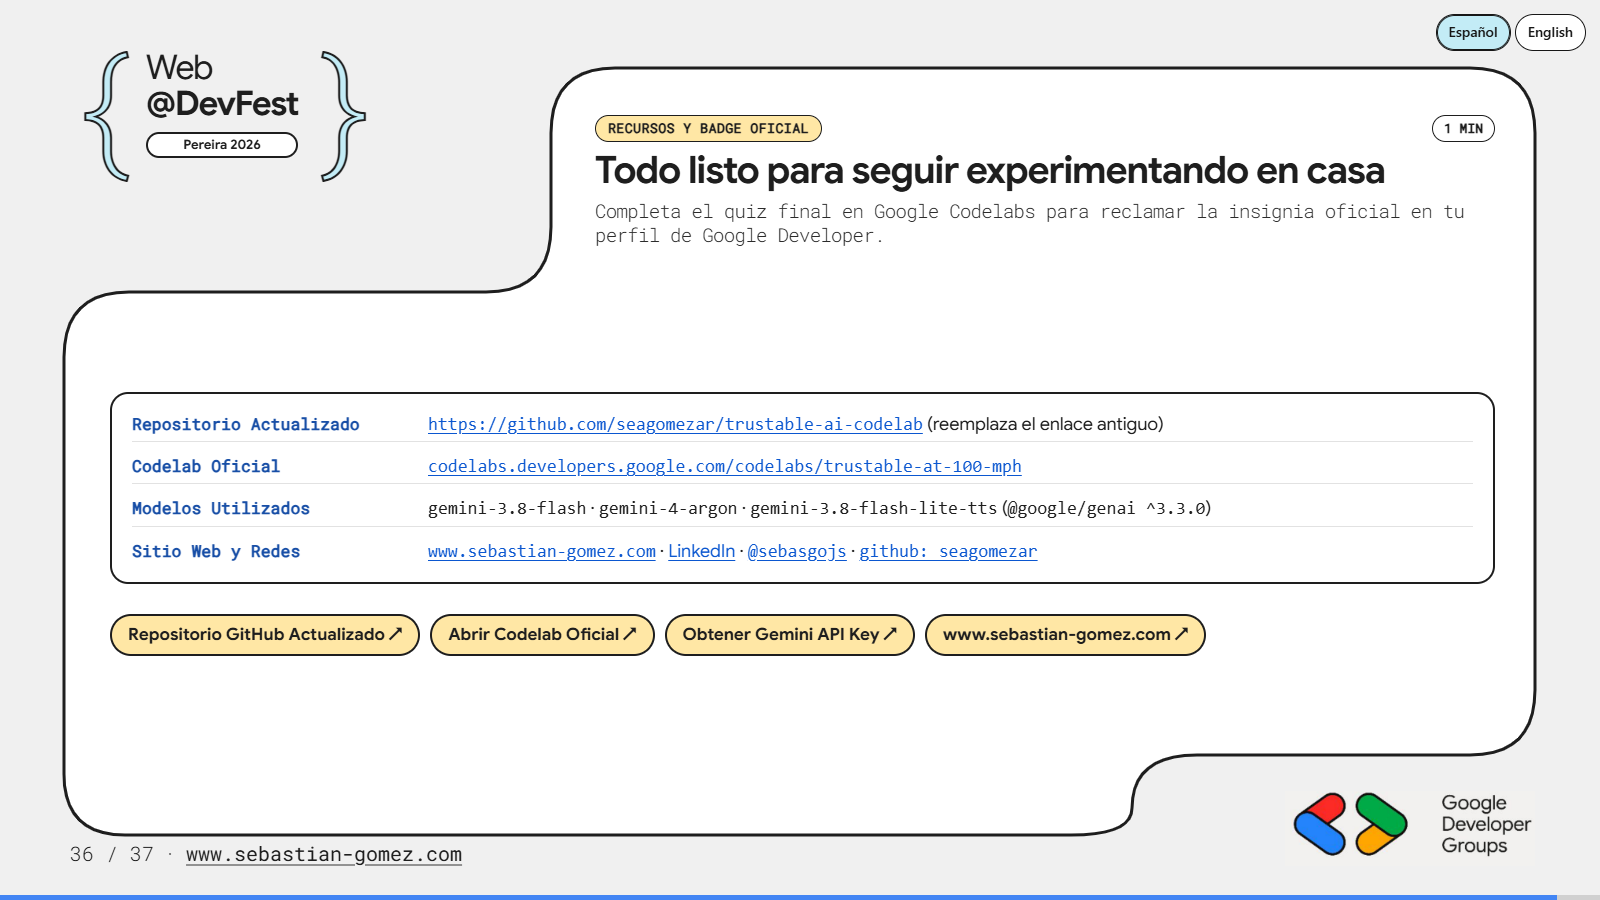 Español
English
Web
@DevFest
Pereira 2026
RECURSOS Y BADGE OFICIAL
1 MIN
Todo listo para seguir experimentando en casa
Completa el quiz final en Google Codelabs para reclamar la insignia oficial en tu
perfil de Google Developer.
Repositorio Actualizado https://github.com/seagomezar/trustable-ai-codelab (reemplaza el enlace antiguo)
Codelab Oficial codelabs.developers.google.com/codelabs/trustable-at-100-mph
Modelos Utilizados gemini-3.8-flash · gemini-4-argon · gemini-3.8-flash-lite-tts (@google/genai ^3.3.0)
Sitio Web y Redes www.sebastian-gomez.com · LinkedIn · @sebasgojs · github: seagomezar
Repositorio GitHub Actualizado ↗
Abrir Codelab Oficial ↗
Obtener Gemini API Key ↗
www.sebastian-gomez.com ↗
36 / 37 · www.sebastian-gomez.com
Google
Developer
Groups